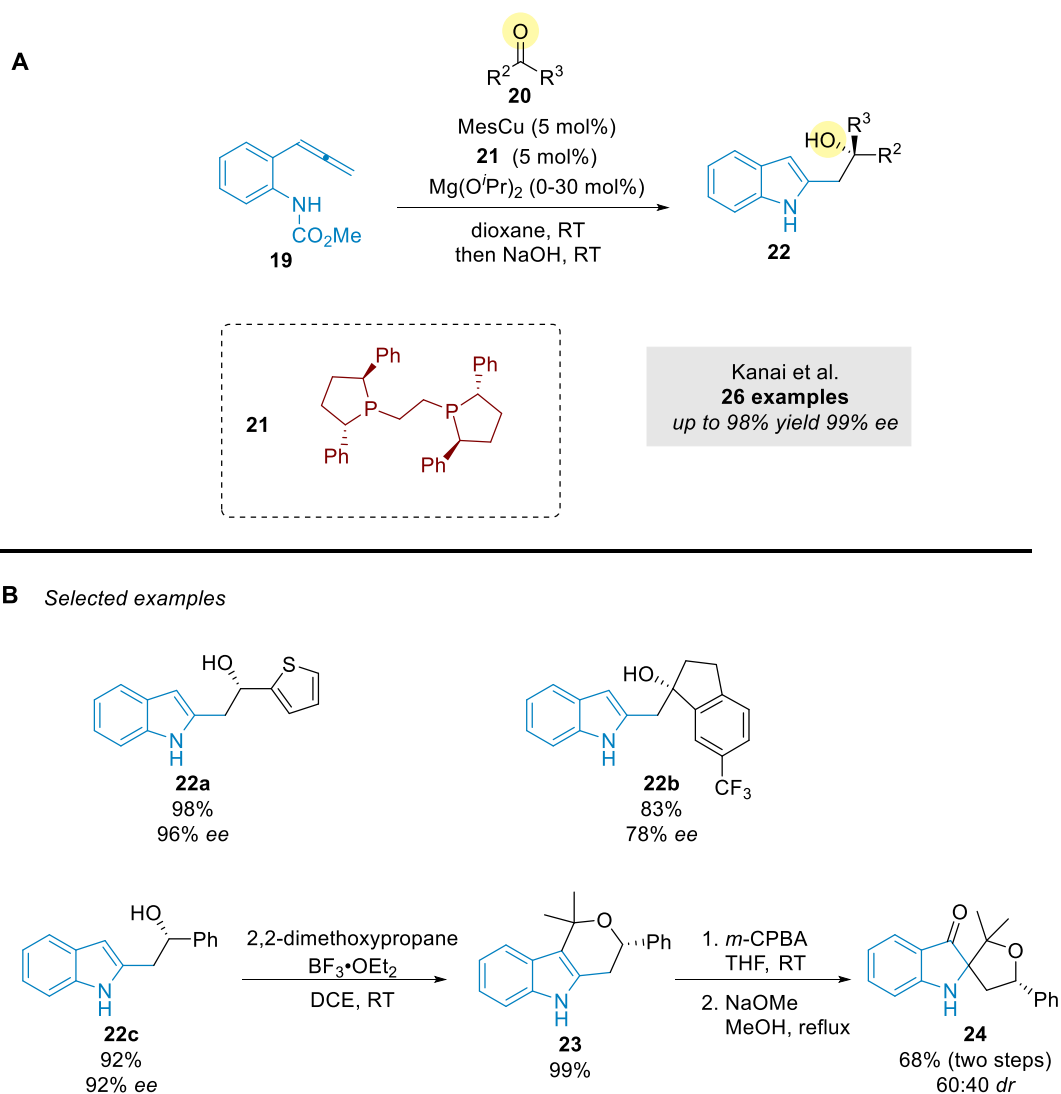 A
O
R² R³
20
MesCu (5 mol%)
21 (5 mol%)
Mg(OⁱPr)₂ (0-30 mol%)
dioxane, RT
then NaOH, RT
NH
CO₂Me
19
HO
R³
R²
N
H
22
21
Ph
Ph
P
P
Ph
Ph
Kanai et al.
26 examples
up to 98% yield 99% ee
B Selected examples
HO
S
N
H
22a
98%
96% ee
HO
N
H
CF₃
22b
83%
78% ee
HO
Ph
N
H
22c
92%
92% ee
2,2-dimethoxypropane
BF₃•OEt₂
DCE, RT
O
Ph
N
H
23
99%
1. m-CPBA
THF, RT
2. NaOMe
MeOH, reflux
O
O
N
H
Ph
24
68% (two steps)
60:40 dr